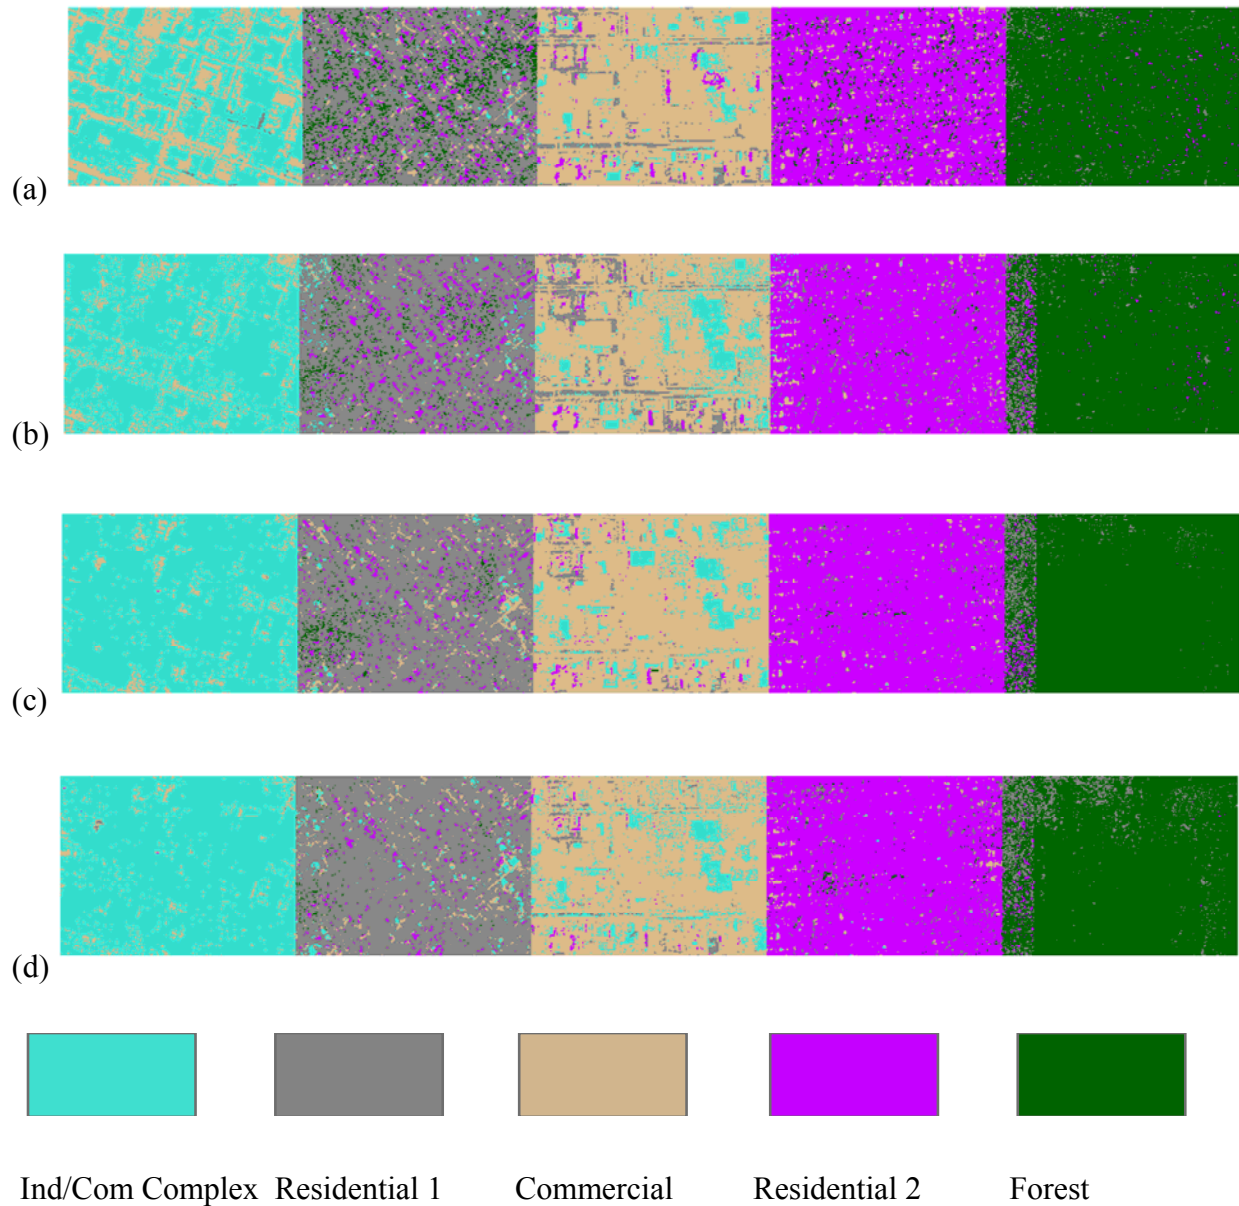 (a)
(b)
(c)
(d)
Ind/Com Complex Residential 1 Commercial Residential 2 Forest